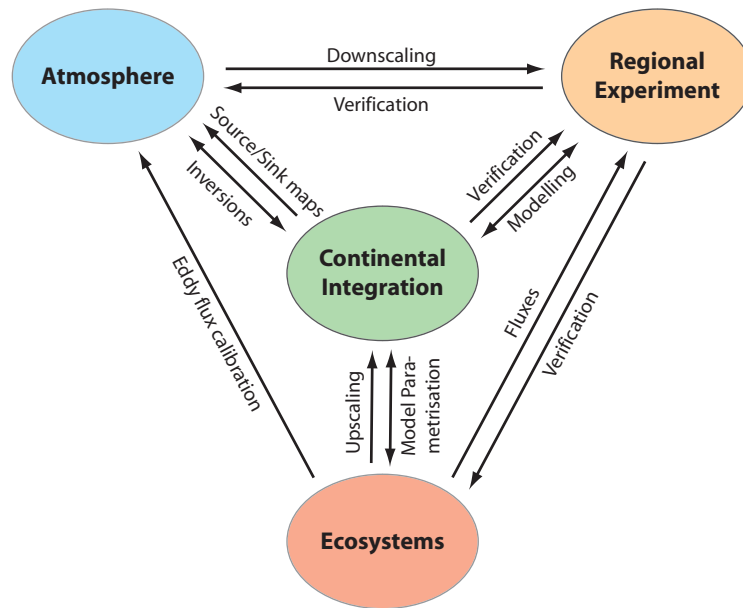 Atmosphere
Downscaling
Verification
Regional
Experiment
Source/Sink maps
Inversions
Verification
Modelling
Continental
Integration
Eddy flux calibration
Upscaling
Model Para-
metrisation
Fluxes
Verification
Ecosystems